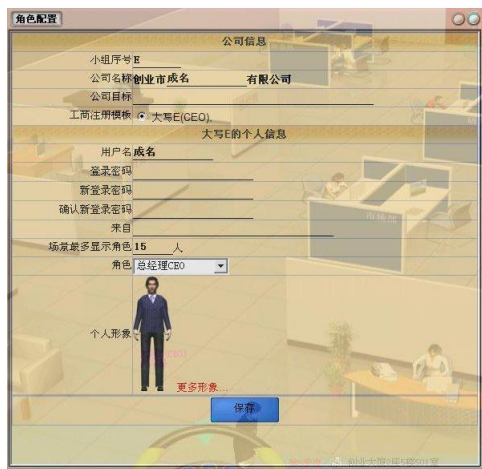 角色配置
公司信息
小组序号 E
公司名称 创业市 成名 有限公司
公司目标
工商注册模板 大写E(CEO).
大写E的个人信息
用户名 成名
登录密码
新登录密码
确认新登录密码
来自
场景最多显示角色 15 人
角色 总经理CEO
个人形象
更多形象...
保存